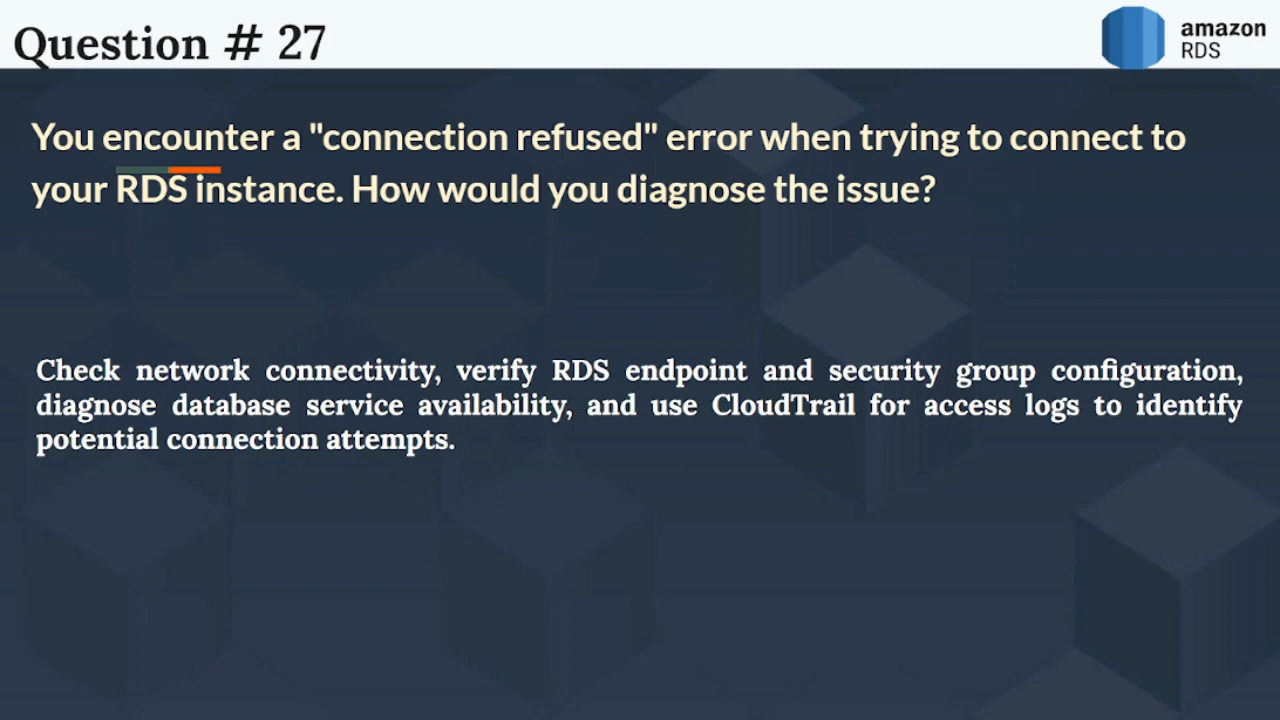 Question # 27
amazon
RDS
You encounter a "connection refused" error when trying to connect to
your RDS instance. How would you diagnose the issue?
Check network connectivity, verify RDS endpoint and security group configuration,
diagnose database service availability, and use CloudTrail for access logs to identify
potential connection attempts.